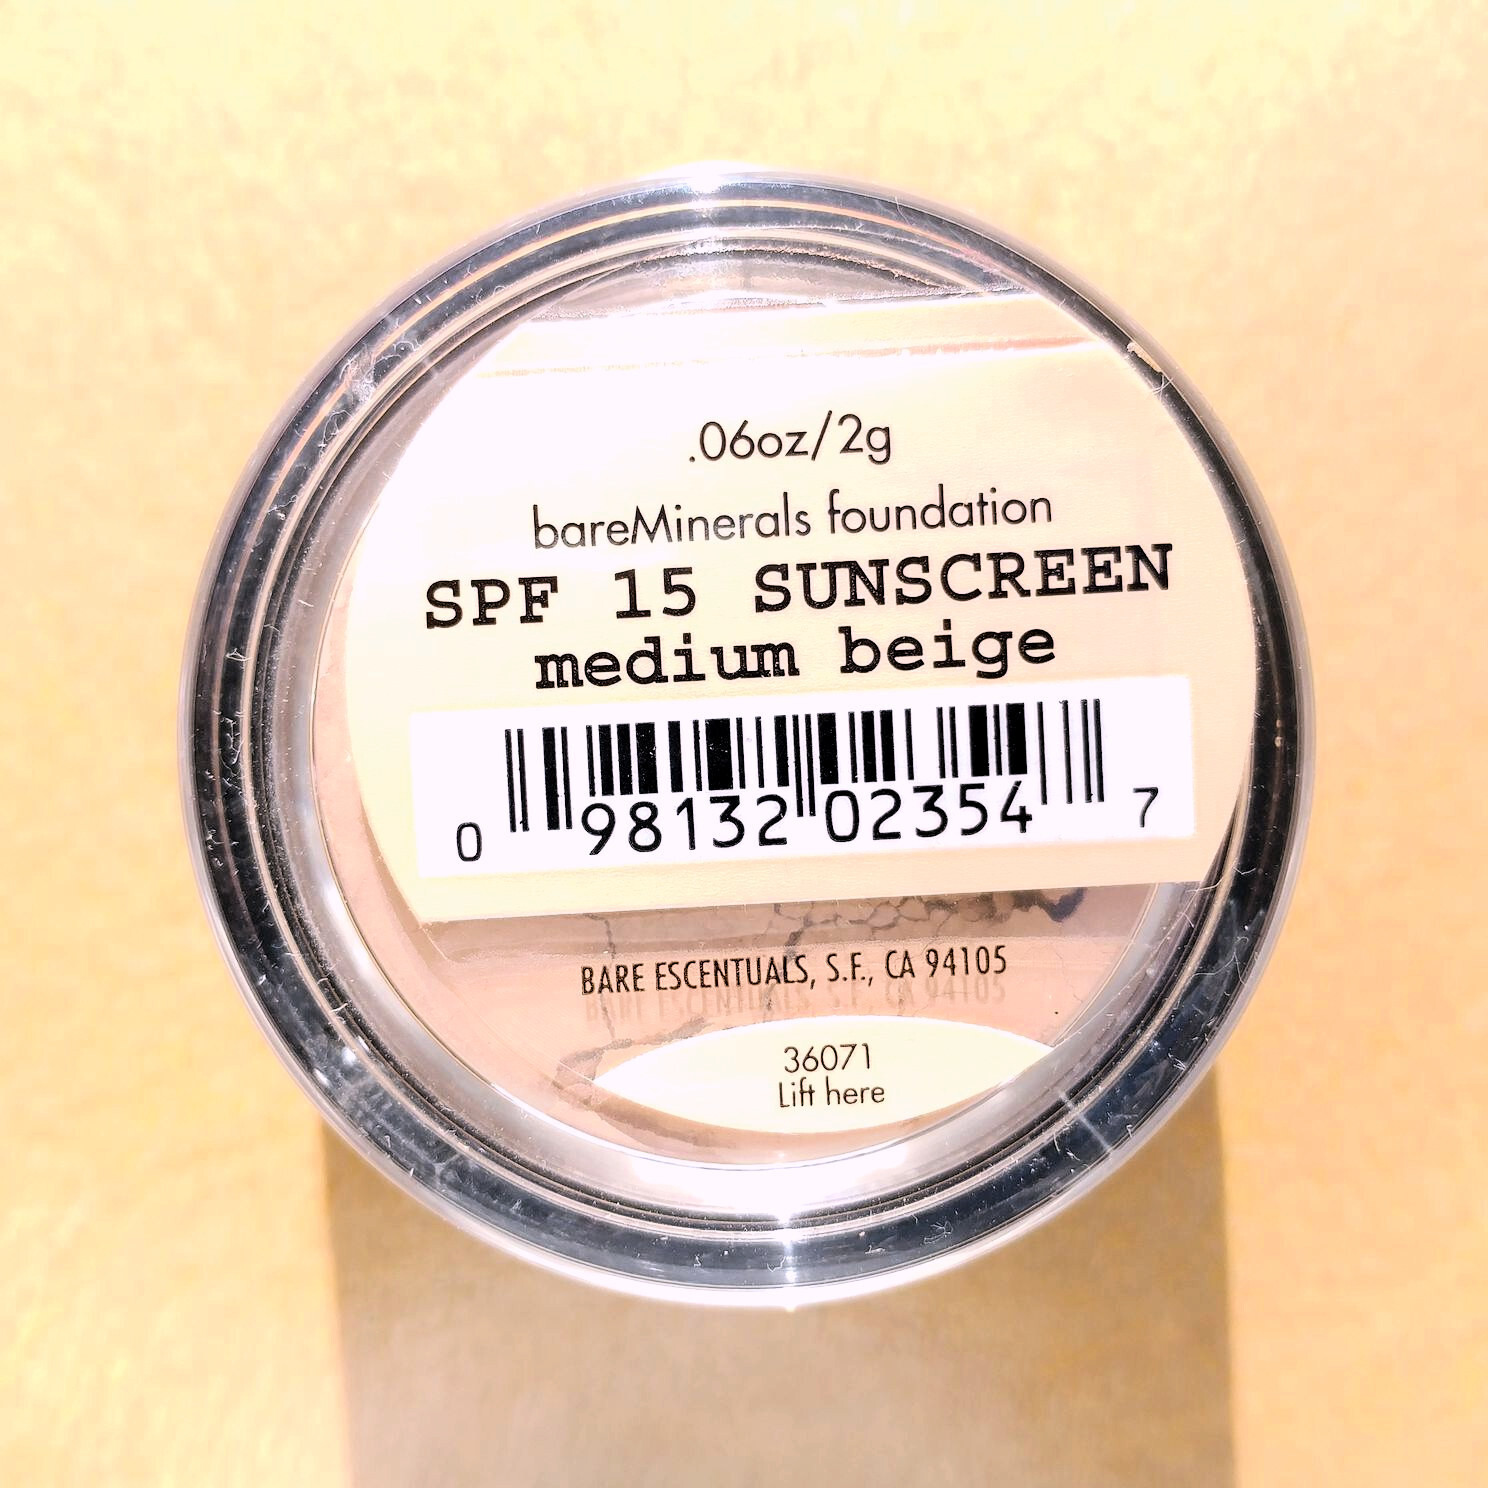 .06oz/2g
bareMinerals foundation
SPF 15 SUNSCREEN
medium beige
0 98132 02354 7
BARE ESCENTUALS, S.F., CA 94105
36071
Lift here